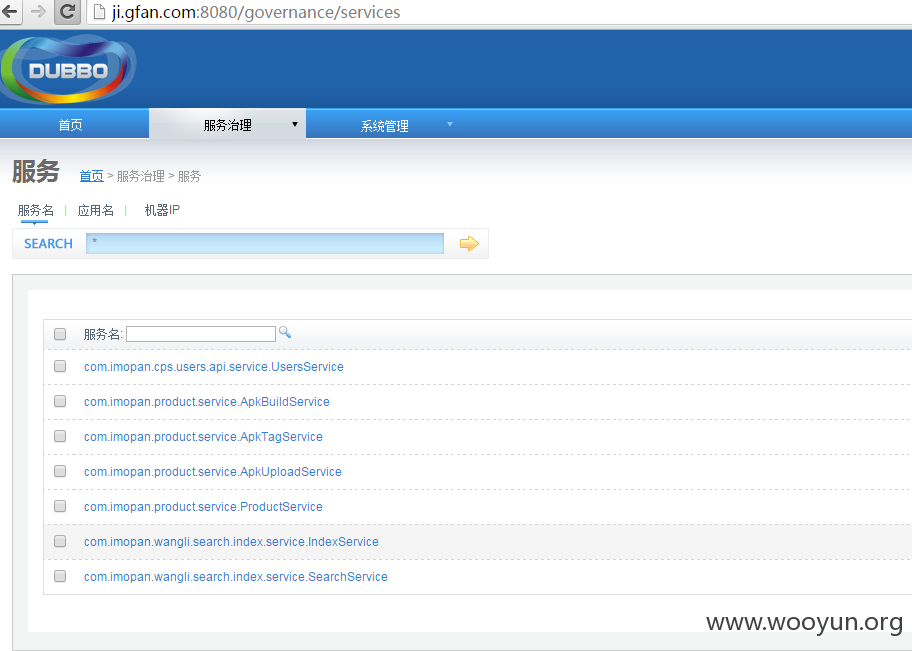 ji.gfan.com:8080/governance/services
DUBBO
首页 服务治理 系统管理
服务 首页 > 服务治理 > 服务
服务名 | 应用名 | 机器IP
SEARCH *
服务名:
com.imopan.cps.users.api.service.UsersService
com.imopan.product.service.ApkBuildService
com.imopan.product.service.ApkTagService
com.imopan.product.service.ApkUploadService
com.imopan.product.service.ProductService
com.imopan.wangli.search.index.service.IndexService
com.imopan.wangli.search.index.service.SearchService
www.wooyun.org